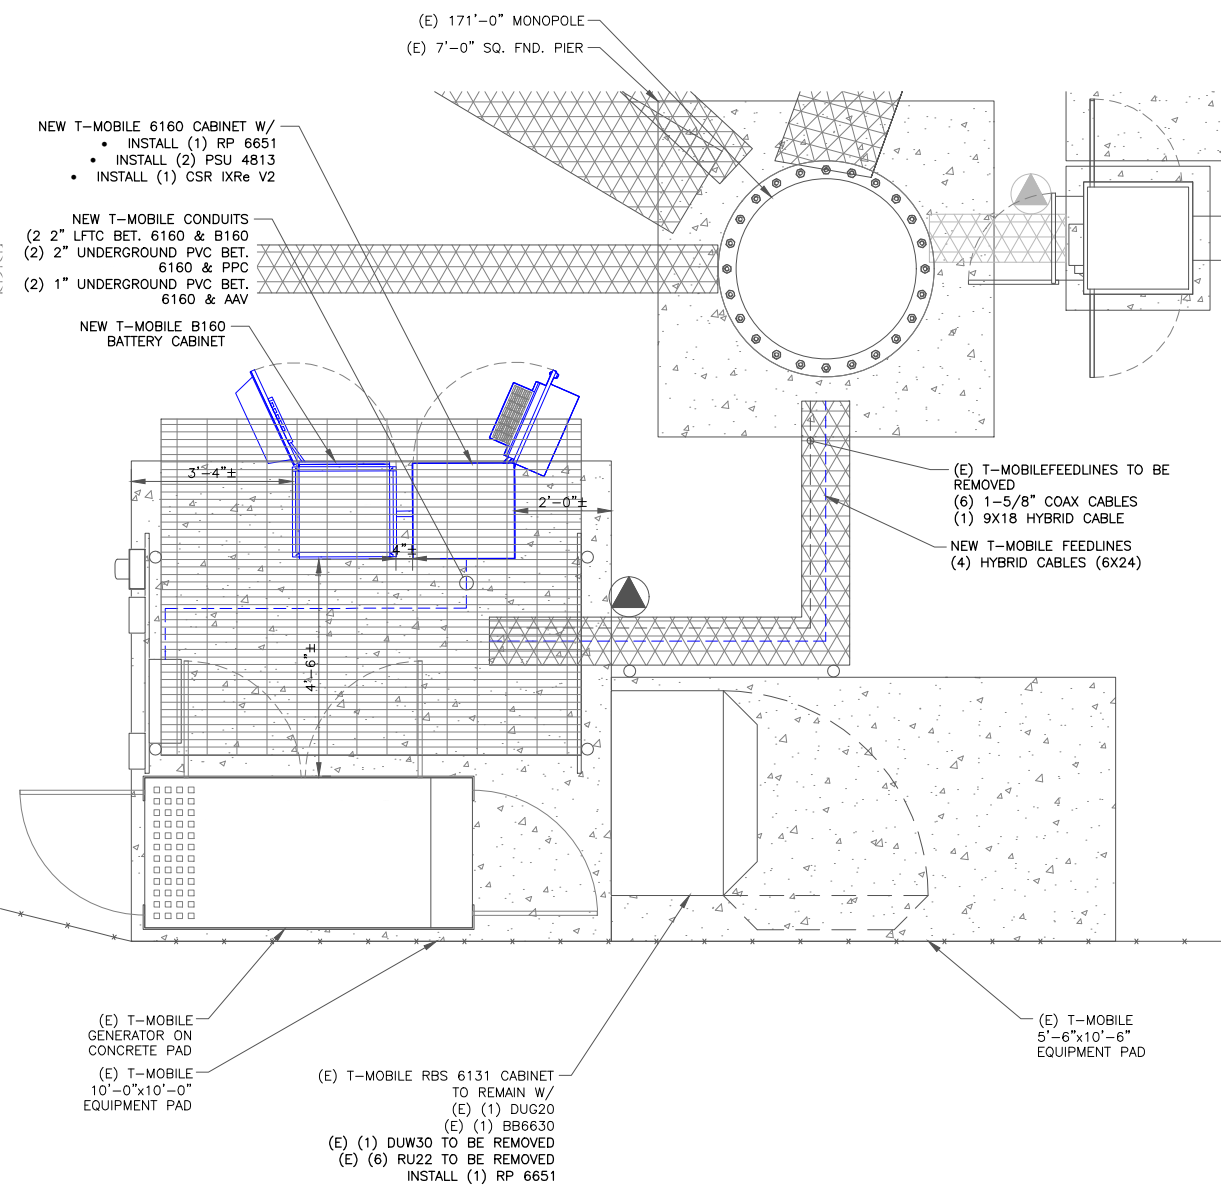 (E) 171'-0" MONOPOLE
(E) 7'-0" SQ. FND. PIER
NEW T-MOBILE 6160 CABINET W/
• INSTALL (1) RP 6651
• INSTALL (2) PSU 4813
• INSTALL (1) CSR IXRe V2
NEW T-MOBILE CONDUITS
(2 2" LFTC BET. 6160 & B160
(2) 2" UNDERGROUND PVC BET.
6160 & PPC
(2) 1" UNDERGROUND PVC BET.
6160 & AAV
NEW T-MOBILE B160
BATTERY CABINET
3'-4"±
2'-0"±
4"±
4'-6"±
(E) T-MOBILEFEEDLINES TO BE
REMOVED
(6) 1-5/8" COAX CABLES
(1) 9X18 HYBRID CABLE
NEW T-MOBILE FEEDLINES
(4) HYBRID CABLES (6X24)
(E) T-MOBILE
GENERATOR ON
CONCRETE PAD
(E) T-MOBILE
10'-0"x10'-0"
EQUIPMENT PAD
(E) T-MOBILE RBS 6131 CABINET
TO REMAIN W/
(E) (1) DUG20
(E) (1) BB6630
(E) (1) DUW30 TO BE REMOVED
(E) (6) RU22 TO BE REMOVED
INSTALL (1) RP 6651
(E) T-MOBILE
5'-6"x10'-6"
EQUIPMENT PAD